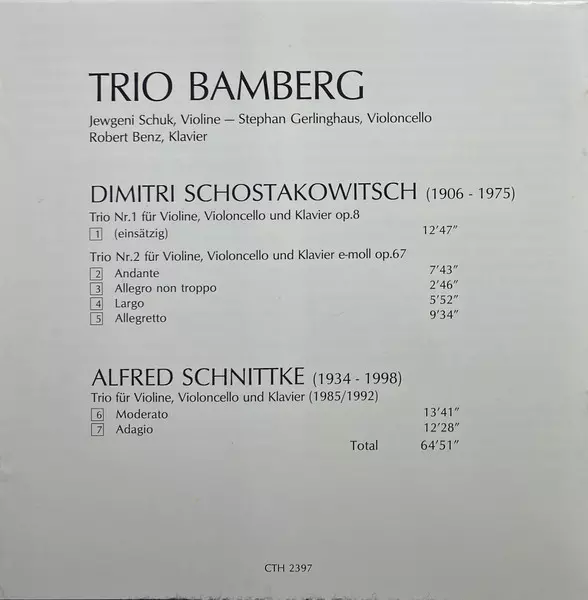 TRIO BAMBERG
Jewgeni Schuk, Violine — Stephan Gerlinghaus, Violoncello
Robert Benz, Klavier
DIMITRI SCHOSTAKOWITSCH (1906 - 1975)
Trio Nr.1 für Violine, Violoncello und Klavier op.8
1 (einsätzig) 12’47”
Trio Nr.2 für Violine, Violoncello und Klavier e-moll op.67
2 Andante 7’43”
3 Allegro non troppo 2’46”
4 Largo 5’52”
5 Allegretto 9’34”
ALFRED SCHNITTKE (1934 - 1998)
Trio für Violine, Violoncello und Klavier (1985/1992)
6 Moderato 13’41”
7 Adagio 12’28”
Total 64’51”
CTH 2397